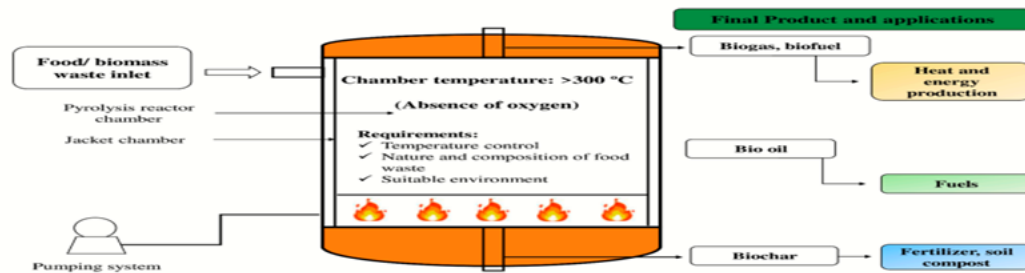 Final Product and applications
Food/ biomass
waste inlet
Pyrolysis reactor
chamber
Jacket chamber
Pumping system
Chamber temperature: >300 °C
(Absence of oxygen)
Requirements:
✓ Temperature control
✓ Nature and composition of food
waste
✓ Suitable environment
Biogas, biofuel,
Heat and
energy
production
Bio oil
Fuels
Biochar
Fertilizer, soil
compost